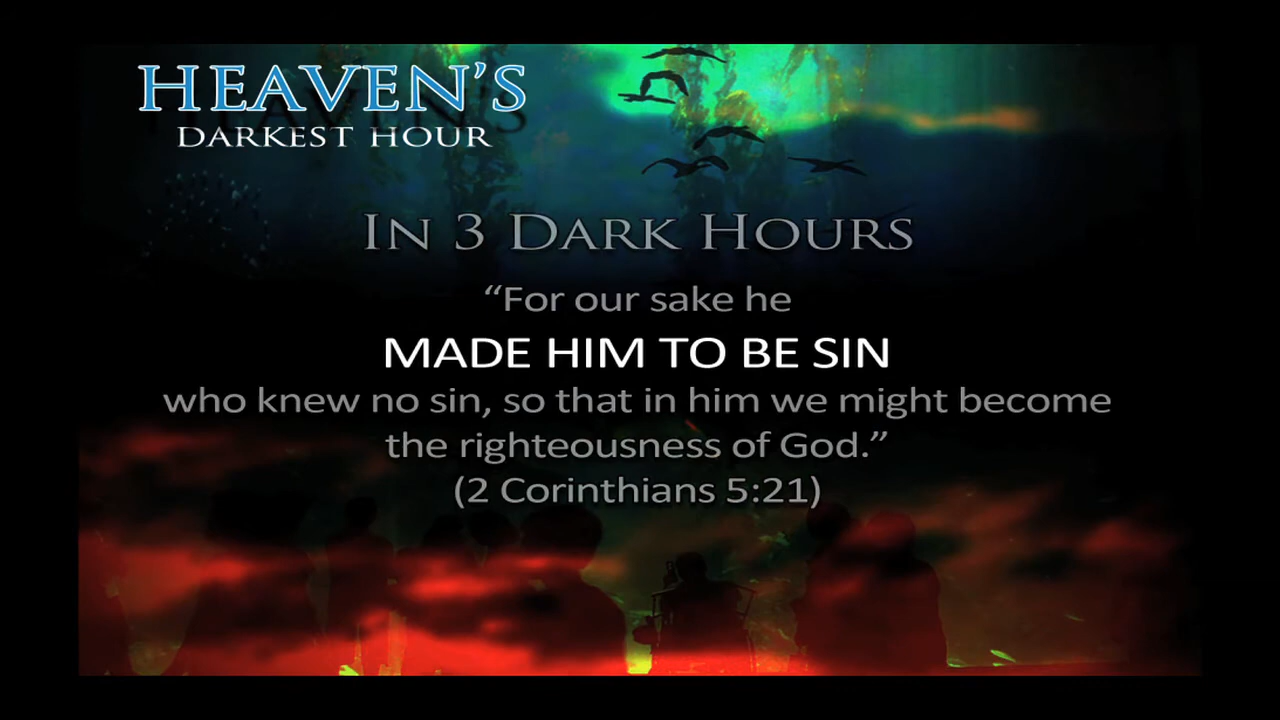 HEAVEN'S
DARKEST HOUR
IN 3 DARK HOURS
“For our sake he
MADE HIM TO BE SIN
who knew no sin, so that in him we might become
the righteousness of God.”
(2 Corinthians 5:21)